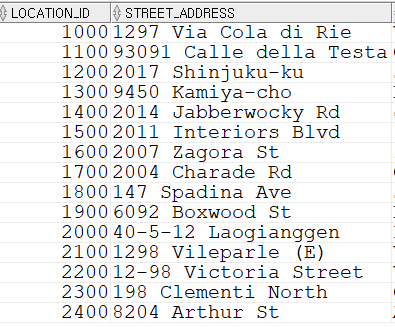 LOCATION_ID STREET_ADDRESS
1000 1297 Via Cola di Rie
1100 93091 Calle della Testa
1200 2017 Shinjuku-ku
1300 9450 Kamiya-cho
1400 2014 Jabberwocky Rd
1500 2011 Interiors Blvd
1600 2007 Zagora St
1700 2004 Charade Rd
1800 147 Spadina Ave
1900 6092 Boxwood St
2000 40-5-12 Laogianggen
2100 1298 Vileparle (E)
2200 12-98 Victoria Street
2300 198 Clementi North
2400 8204 Arthur St